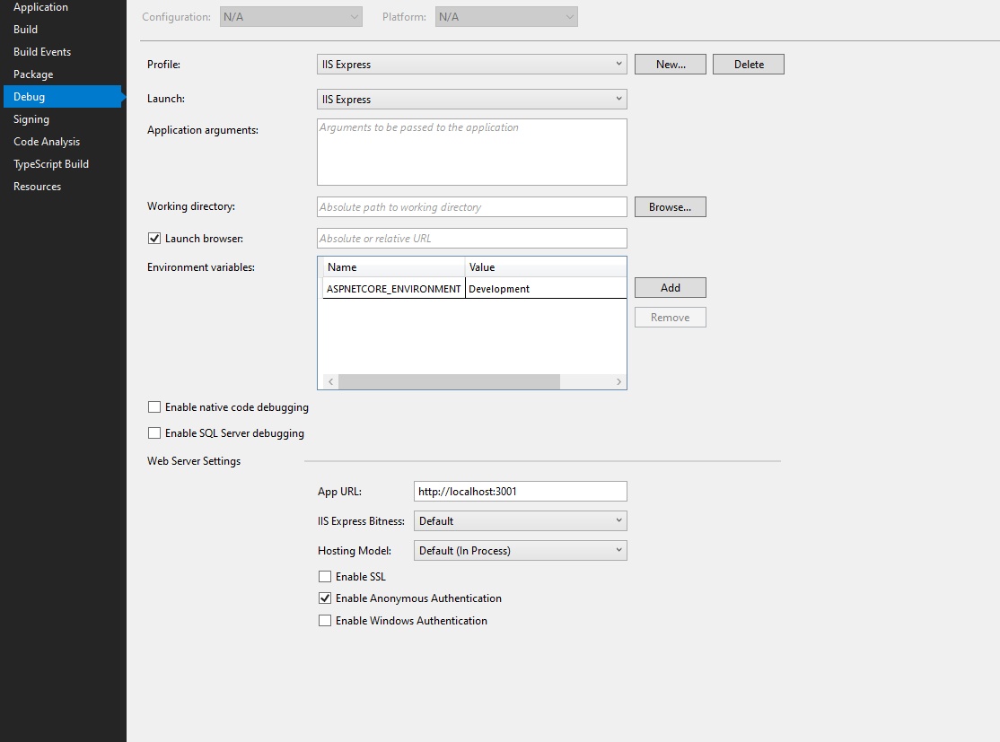 Application
Build
Build Events
Package
Debug
Signing
Code Analysis
TypeScript Build
Resources
Configuration: N/A Platform: N/A
Profile: IIS Express New... Delete
Launch: IIS Express
Application arguments: Arguments to be passed to the application
Working directory: Absolute path to working directory Browse...
Launch browser: Absolute or relative URL
Environment variables:
Name Value
ASPNETCORE_ENVIRONMENT Development
Add
Remove
Enable native code debugging
Enable SQL Server debugging
Web Server Settings
App URL: http://localhost:3001
IIS Express Bitness: Default
Hosting Model: Default (In Process)
Enable SSL
Enable Anonymous Authentication
Enable Windows Authentication